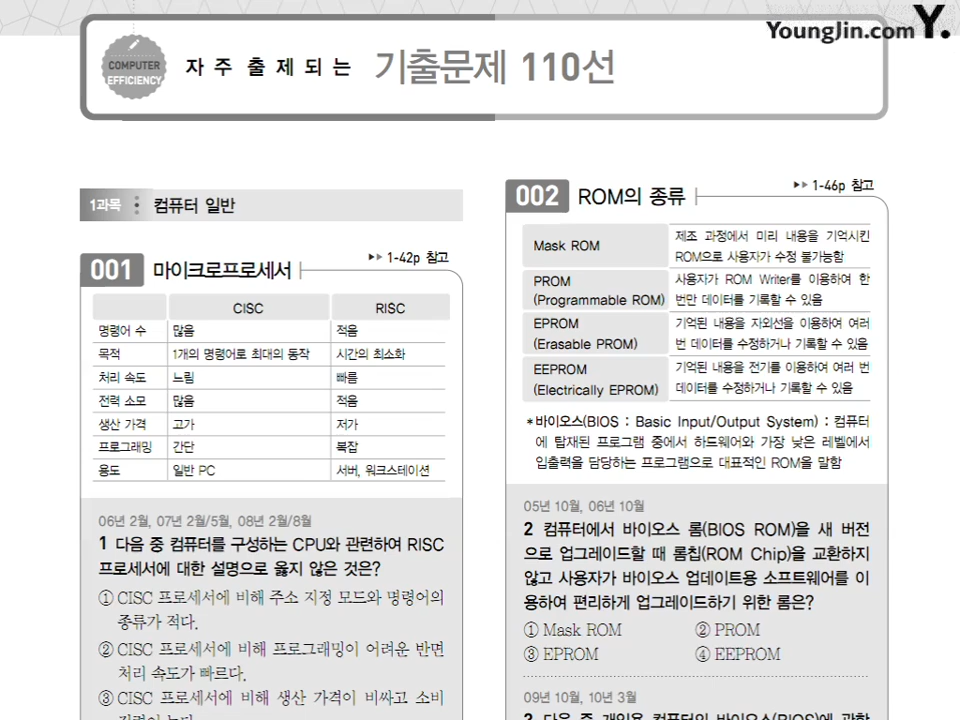 YoungJin.com Y.
COMPUTER
EFFICIENCY
자주 출제되는 기출문제 110선
1과목 컴퓨터 일반
001 마이크로프로세서 ▶▶ 1-42p 참고
CISC RISC
명령어 수 많음 적음
목적 1개의 명령어로 최대의 동작 시간의 최소화
처리 속도 느림 빠름
전력 소모 많음 적음
생산 가격 고가 저가
프로그래밍 간단 복잡
용도 일반 PC 서버, 워크스테이션
06년 2월, 07년 2월/5월, 08년 2월/8월
1 다음 중 컴퓨터를 구성하는 CPU와 관련하여 RISC
프로세서에 대한 설명으로 옳지 않은 것은?
① CISC 프로세서에 비해 주소 지정 모드와 명령어의
종류가 적다.
② CISC 프로세서에 비해 프로그래밍이 어려운 반면
처리 속도가 빠르다.
③ CISC 프로세서에 비해 생산 가격이 비싸고 소비
002 ROM의 종류 ▶▶ 1-46p 참고
Mask ROM 제조 과정에서 미리 내용을 기억시킨
ROM으로 사용자가 수정 불가능함
PROM 사용자가 ROM Writer를 이용하여 한
(Programmable ROM) 번만 데이터를 기록할 수 있음
EPROM 기억된 내용을 자외선을 이용하여 여러
(Erasable PROM) 번 데이터를 수정하거나 기록할 수 있음
EEPROM 기억된 내용을 전기를 이용하여 여러 번
(Electrically EPROM) 데이터를 수정하거나 기록할 수 있음
*바이오스(BIOS : Basic Input/Output System) : 컴퓨터
에 탑재된 프로그램 중에서 하드웨어와 가장 낮은 레벨에서
입출력을 담당하는 프로그램으로 대표적인 ROM을 말함
05년 10월, 06년 10월
2 컴퓨터에서 바이오스 롬(BIOS ROM)을 새 버전
으로 업그레이드할 때 롬칩(ROM Chip)을 교환하지
않고 사용자가 바이오스 업데이트용 소프트웨어를 이
용하여 편리하게 업그레이드하기 위한 롬은?
① Mask ROM ② PROM
③ EPROM ④ EEPROM
09년 10월, 10년 3월
3 다음 중 개인용 컴퓨터의 바이오스(BIOS)에 관한